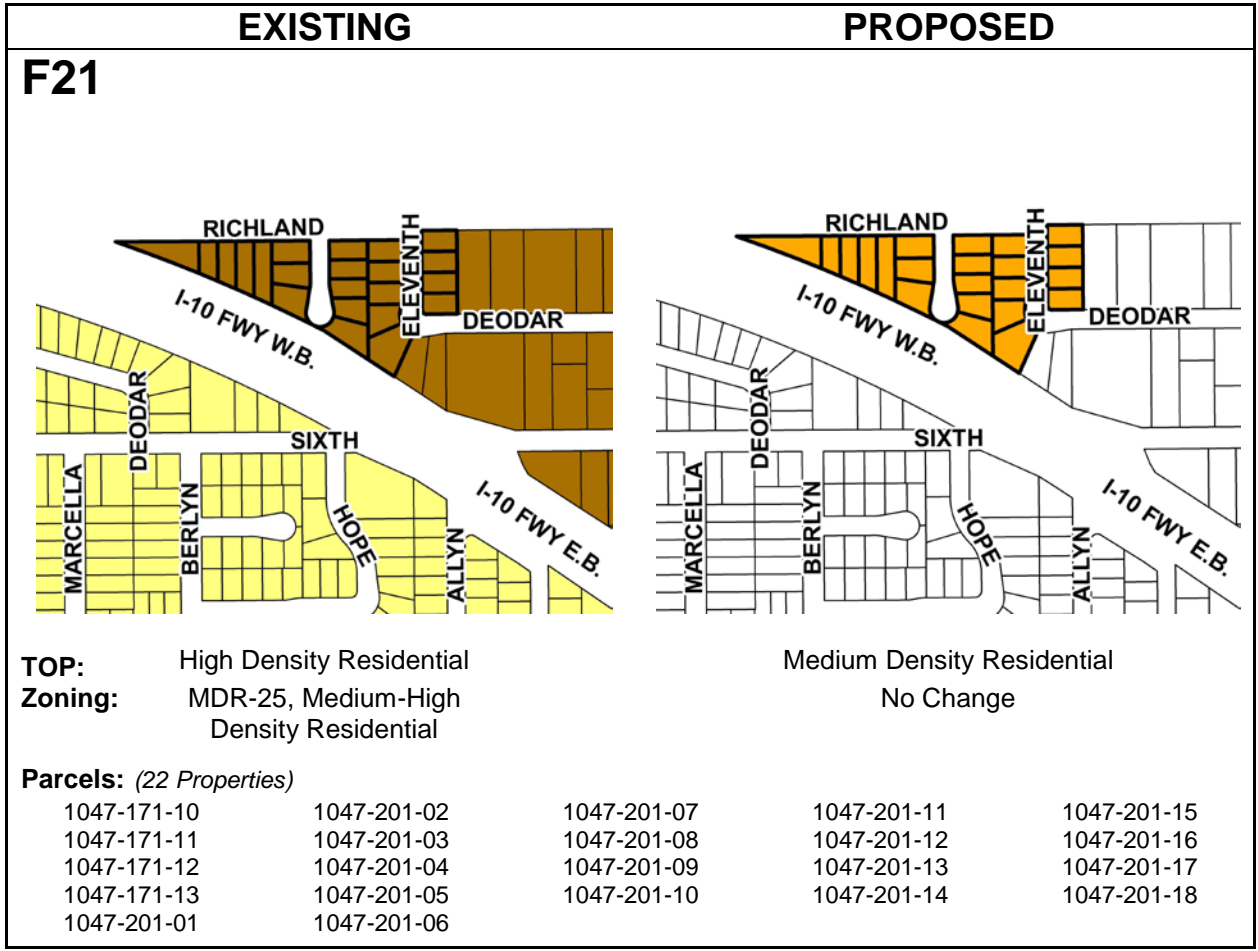 EXISTING PROPOSED
F21
RICHLAND
ELEVENTH
I-10 FWY W.B.
DEODAR
DEODAR
SIXTH
MARCELLA
BERLYN
HOPE
ALLYN
I-10 FWY E.B.
RICHLAND
ELEVENTH
I-10 FWY W.B.
DEODAR
DEODAR
SIXTH
MARCELLA
BERLYN
HOPE
ALLYN
I-10 FWY E.B.
TOP: High Density Residential Medium Density Residential
Zoning: MDR-25, Medium-High No Change
Density Residential
Parcels: (22 Properties)
1047-171-10 1047-201-02 1047-201-07 1047-201-11 1047-201-15
1047-171-11 1047-201-03 1047-201-08 1047-201-12 1047-201-16
1047-171-12 1047-201-04 1047-201-09 1047-201-13 1047-201-17
1047-171-13 1047-201-05 1047-201-10 1047-201-14 1047-201-18
1047-201-01 1047-201-06